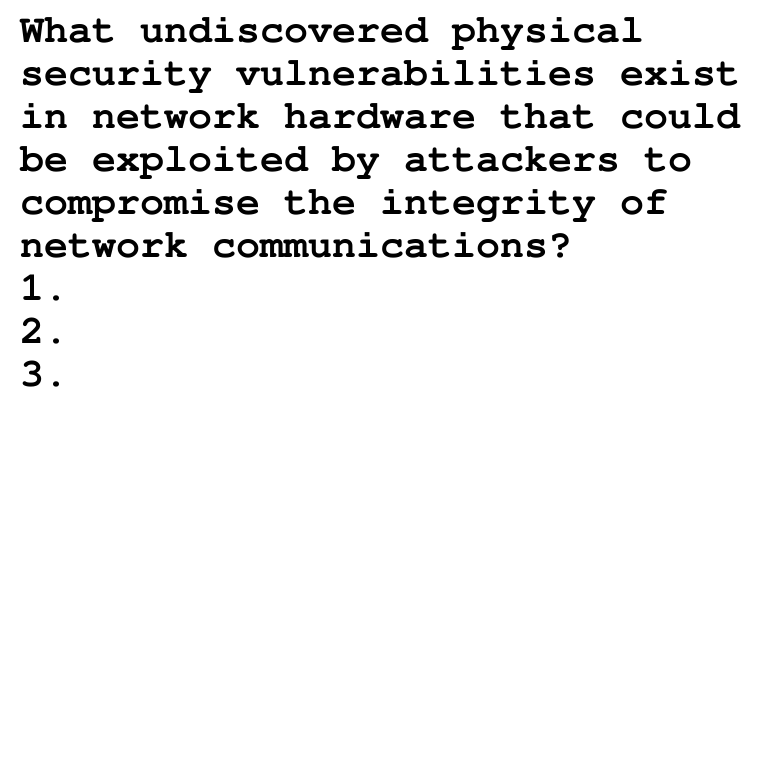 What undiscovered physical
security vulnerabilities exist
in network hardware that could
be exploited by attackers to
compromise the integrity of
network communications?
1.
2.
3.